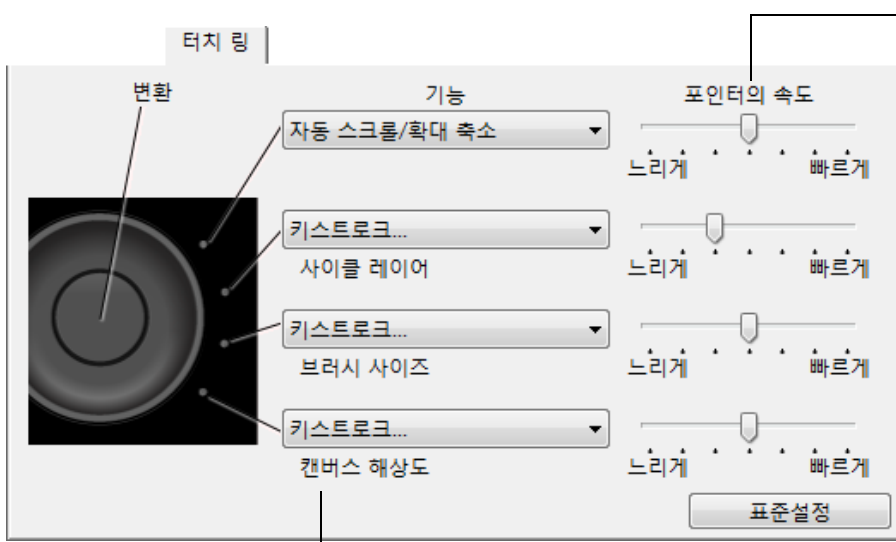 터치 링
변환
기능
포인터의 속도
자동 스크롤/확대 축소
느리게
빠르게
키스트로크...
사이클 레이어
느리게
빠르게
키스트로크...
브러시 사이즈
느리게
빠르게
키스트로크...
캔버스 해상도
느리게
빠르게
표준설정